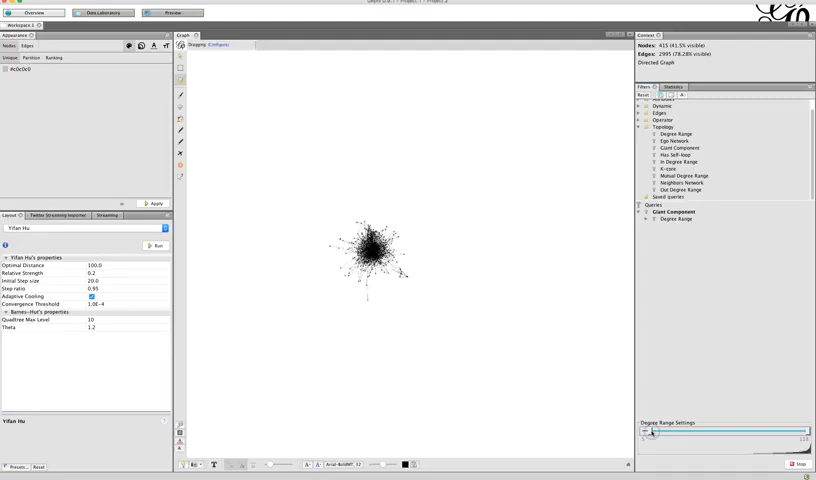 Overview
Data Laboratory
Preview
Workspace 1
Appearance
Nodes Edges
Unique Partition Ranking
#c0c0c0
Apply
Layout Twitter Streaming Importer Streaming
Yifan Hu
Run
Yifan Hu's properties
Optimal Distance 100.0
Relative Strength 0.2
Initial Step size 20.0
Step ratio 0.95
Adaptive Cooling
Convergence Threshold 1.0E-4
Barnes-Hut's properties
Quadtree Max Level 10
Theta 1.2
Yifan Hu
Presets... Reset
Graph
Dragging (Configure)
Arial-BoldMT, 32
Context
Nodes: 415 (41.5% visible)
Edges: 2995 (78.28% visible)
Directed Graph
Filters Statistics
Reset
Dynamic
Edges
Operator
Topology
Degree Range
Ego Network
Giant Component
Has Self-loop
In Degree Range
K-core
Mutual Degree Range
Neighbors Network
Out Degree Range
Saved queries
Queries
Giant Component
Degree Range
Degree Range Settings
Stop